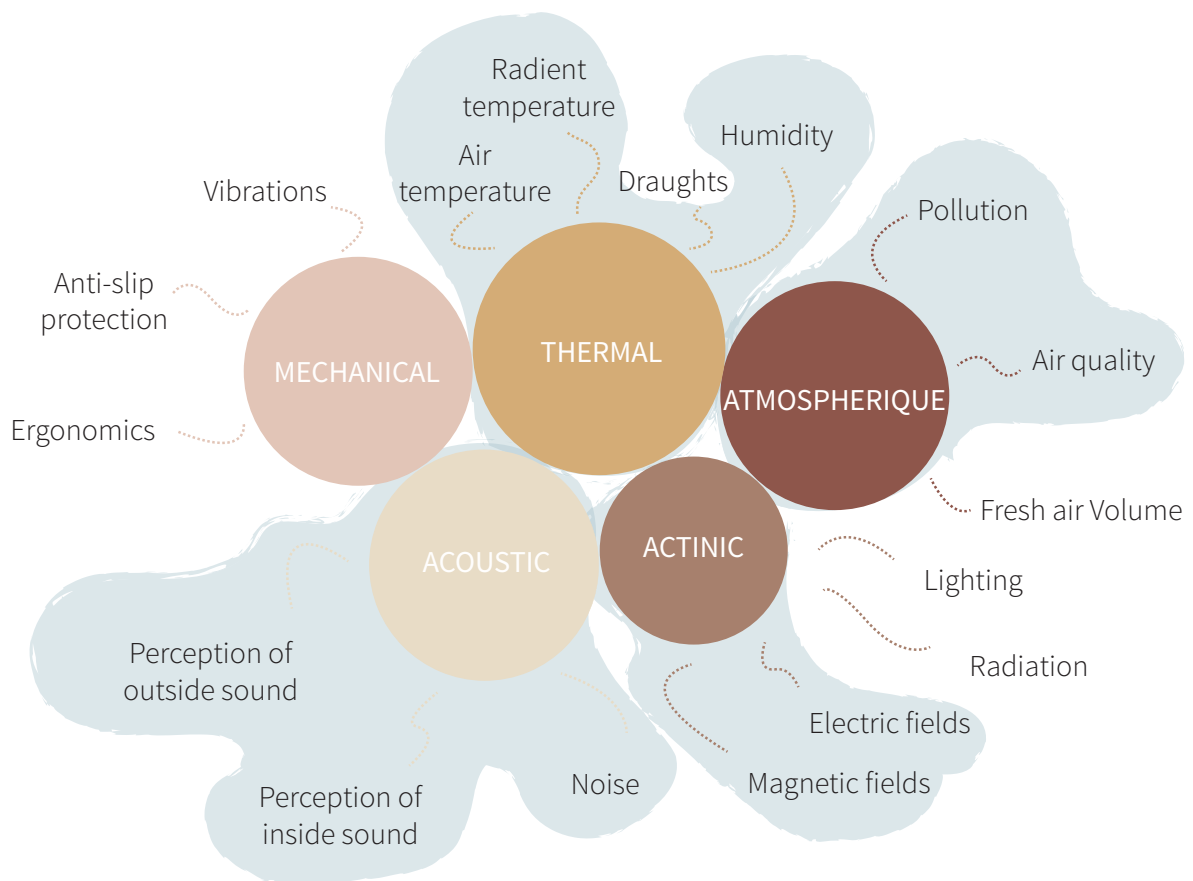 Radient
temperature
Humidity
Air
temperature
Draughts
Vibrations
Pollution
Anti-slip
protection
THERMAL
MECHANICAL
Air quality
ATMOSPHERIQUE
Ergonomics
Fresh air Volume
ACTINIC
ACOUSTIC
Lighting
Perception of
outside sound
Radiation
Electric fields
Noise
Magnetic fields
Perception of
inside sound